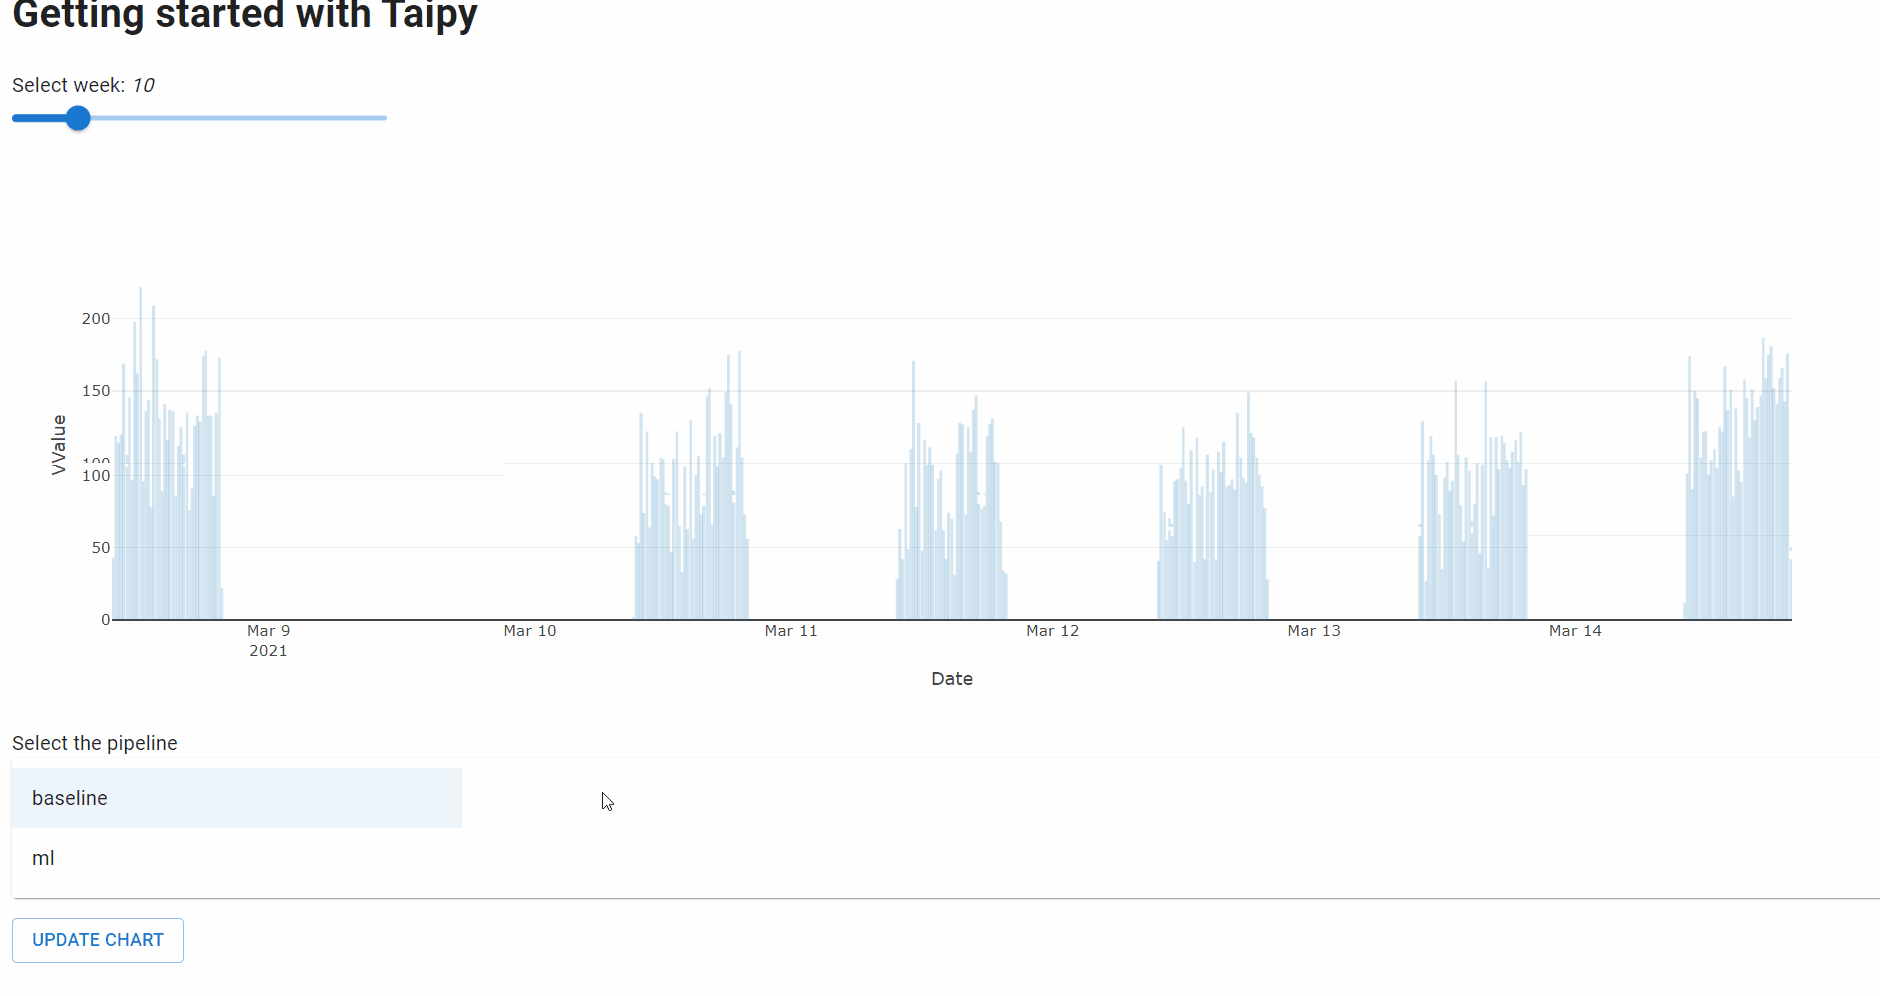 Getting started with Taipy
Select week: 10
200
150
100
100
50
0
VValue
Mar 9
2021
Mar 10
Mar 11
Mar 12
Mar 13
Mar 14
Date
Select the pipeline
baseline
ml
UPDATE CHART